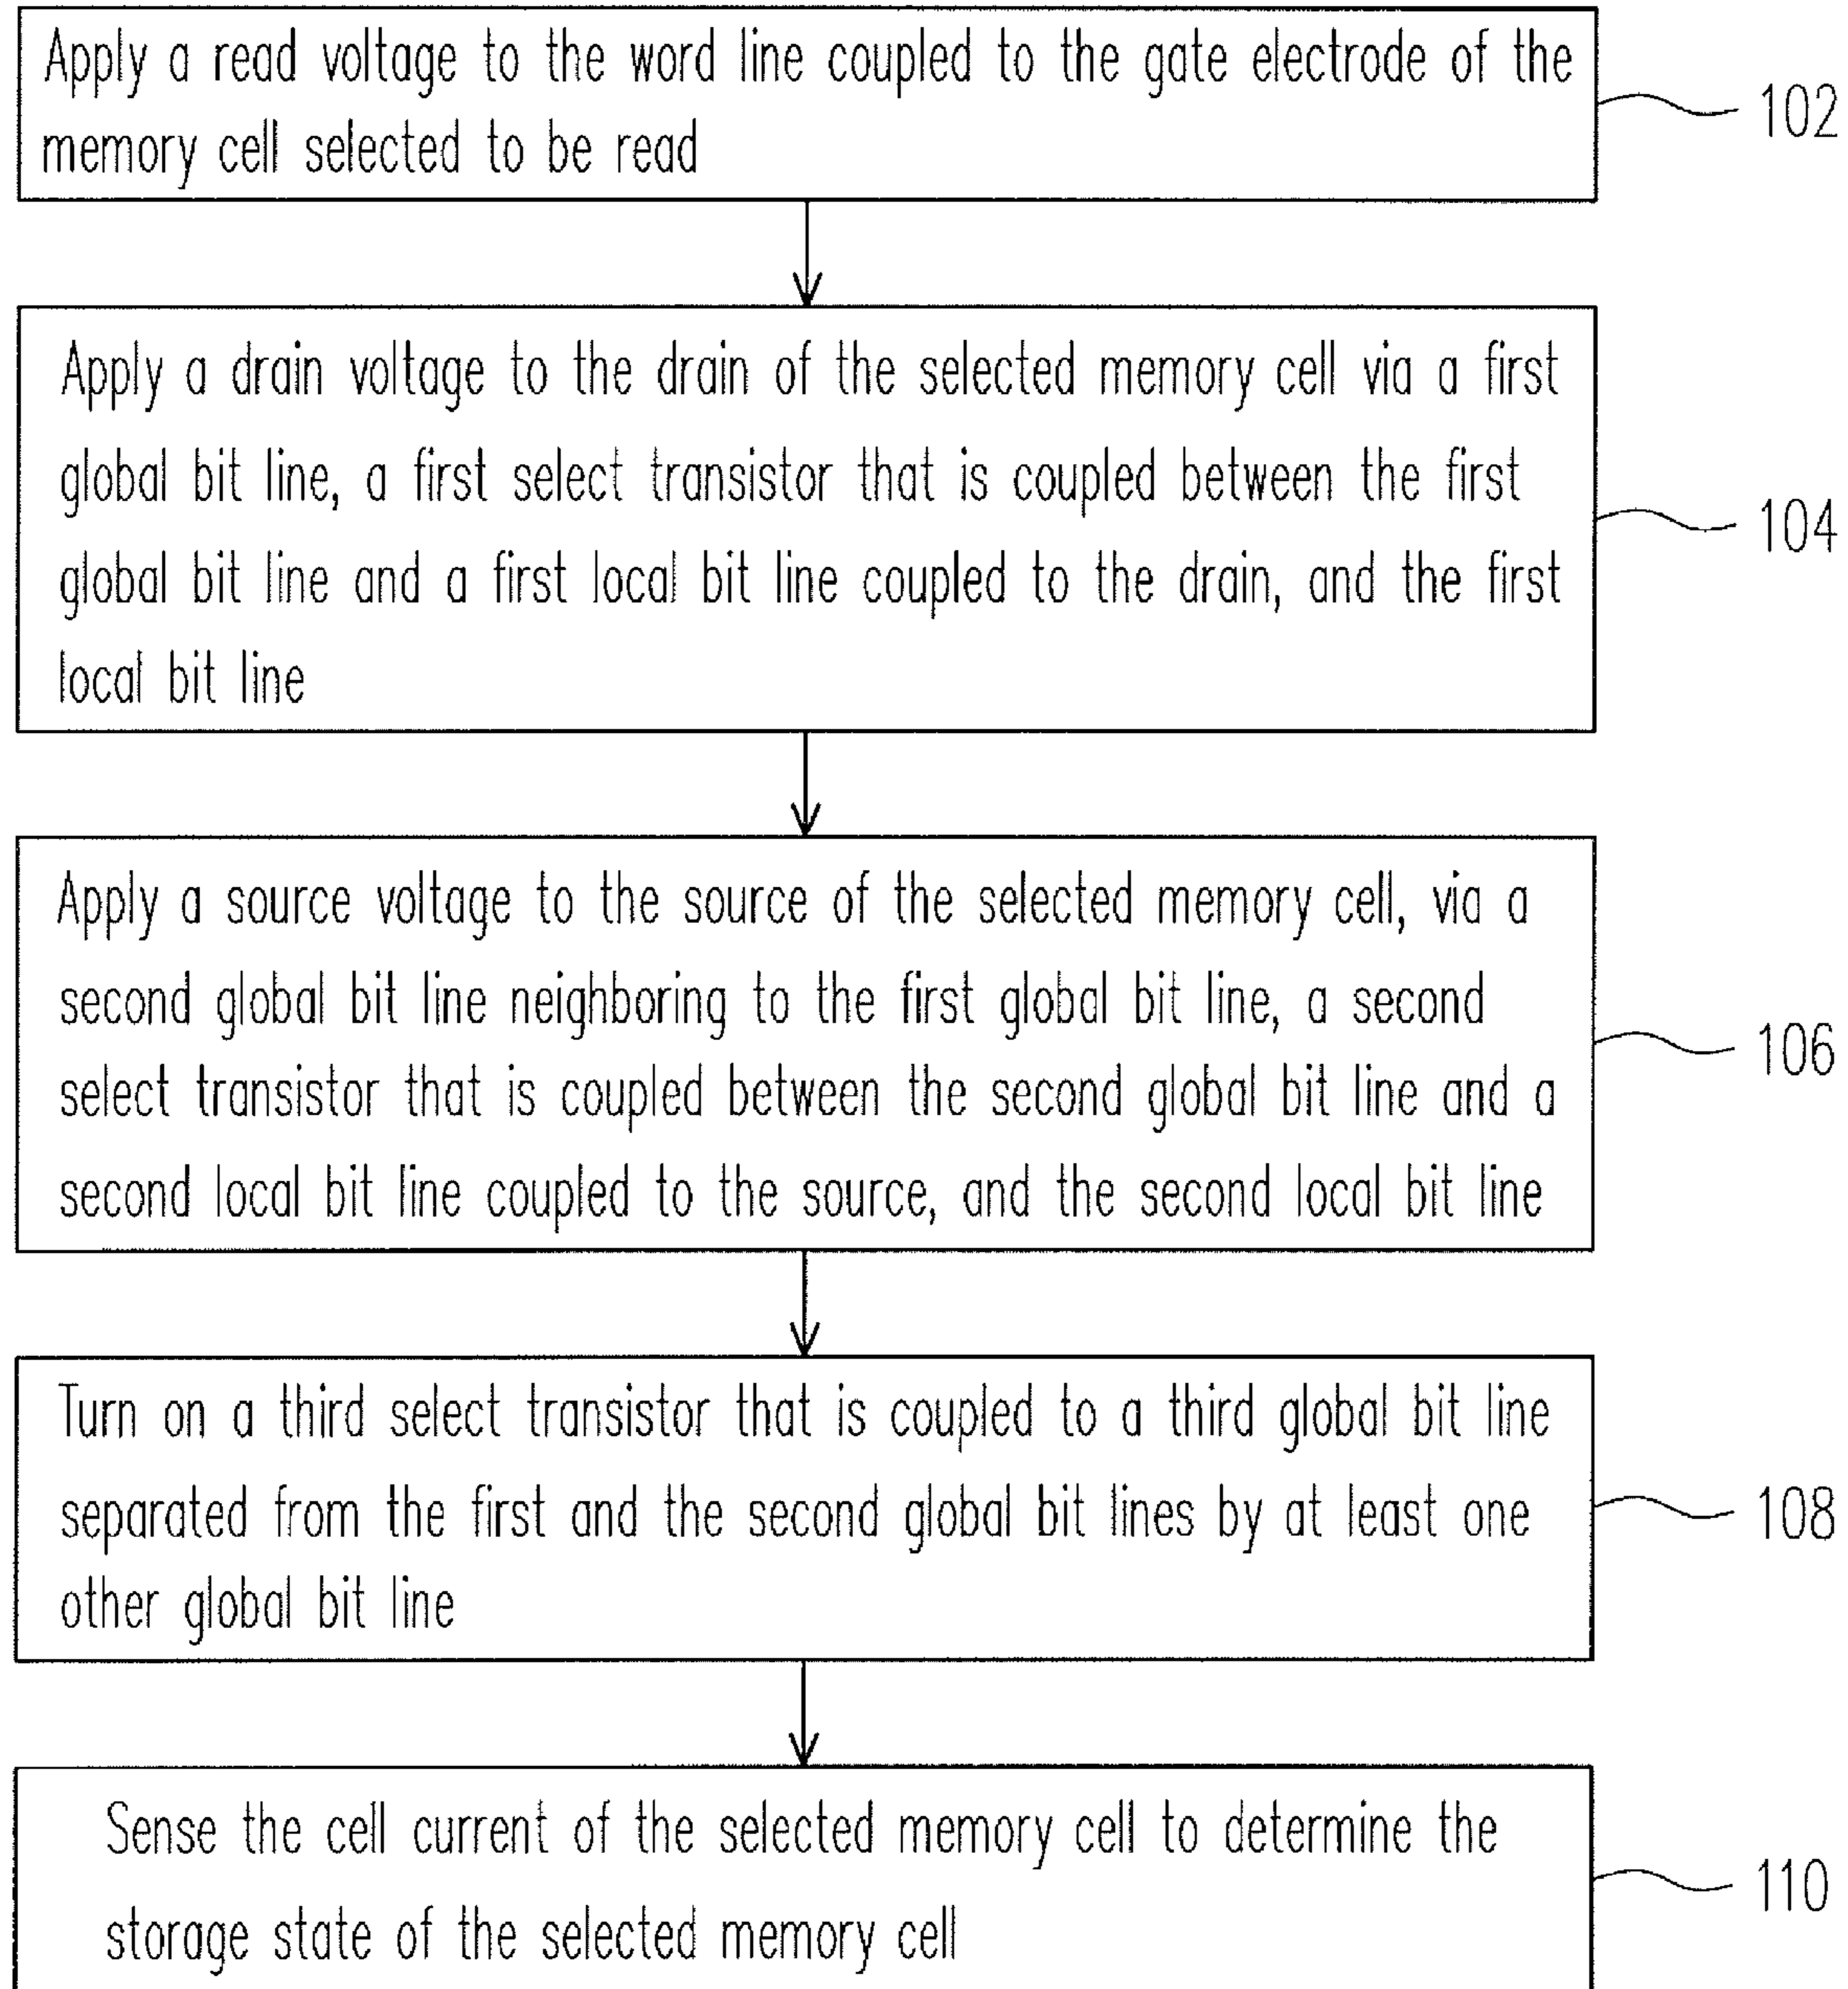 Apply a read voltage to the word line coupled to the gate electrode of the
memory cell selected to be read
102
Apply a drain voltage to the drain of the selected memory cell via a first
global bit line, a first select transistor that is coupled between the first
global bit line and a first local bit line coupled to the drain, and the first
local bit line
104
Apply a source voltage to the source of the selected memory cell, via a
second global bit line neighboring to the first global bit line, a second
select transistor that is coupled between the second global bit line and a
second local bit line coupled to the source, and the second local bit line
106
Turn on a third select transistor that is coupled to a third global bit line
separated from the first and the second global bit lines by at least one
other global bit line
108
Sense the cell current of the selected memory cell to determine the
storage state of the selected memory cell
110